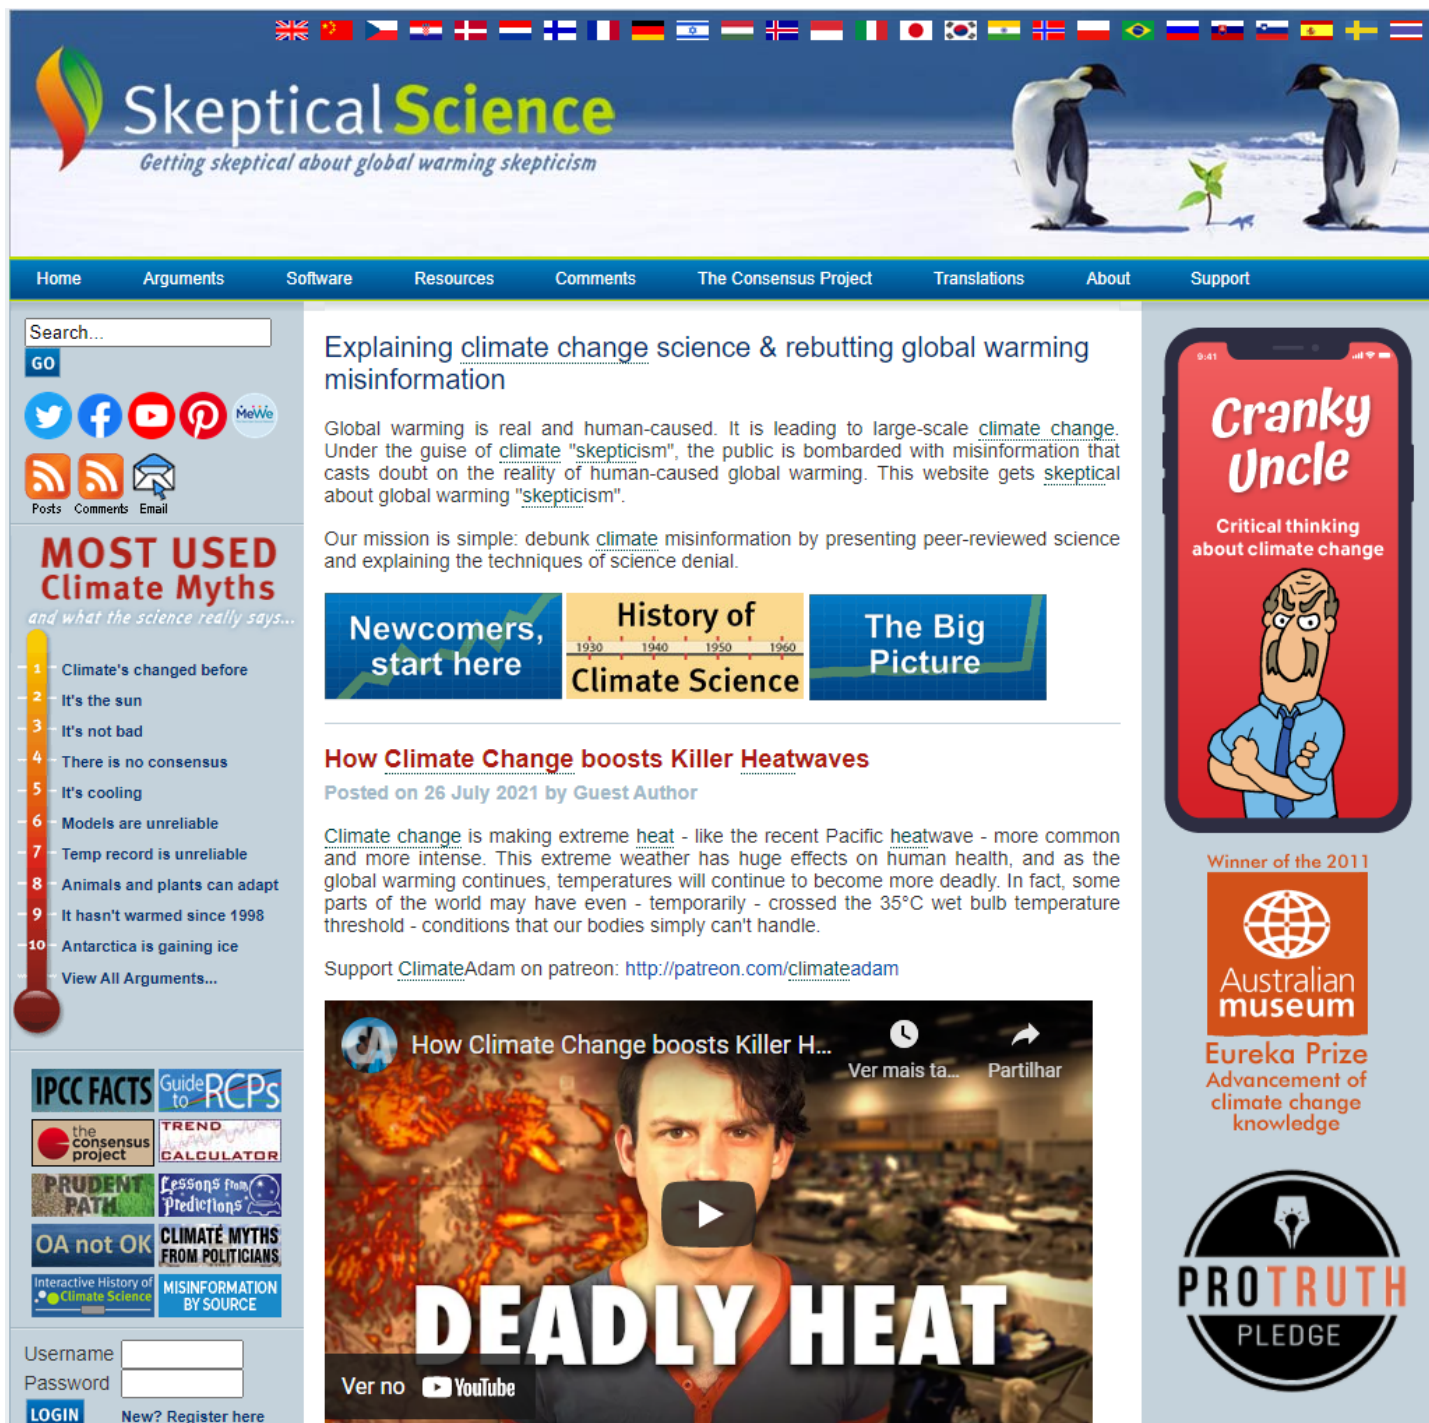 Skeptical Science
Getting skeptical about global warming skepticism
Home Arguments Software Resources Comments The Consensus Project Translations About Support
Search...
GO
MeWe
Posts Comments Email
MOST USED
Climate Myths
and what the science really says...
1 Climate's changed before
2 It's the sun
3 It's not bad
4 There is no consensus
5 It's cooling
6 Models are unreliable
7 Temp record is unreliable
8 Animals and plants can adapt
9 It hasn't warmed since 1998
10 Antarctica is gaining ice
View All Arguments...
IPCC FACTS
Guide to RCPs
the consensus project
TREND CALCULATOR
PRUDENT PATH
Lessons from Predictions
OA not OK
CLIMATE MYTHS FROM POLITICIANS
Interactive History of Climate Science
MISINFORMATION BY SOURCE
Username
Password
LOGIN
New? Register here
Explaining climate change science & rebutting global warming
misinformation
Global warming is real and human-caused. It is leading to large-scale climate change.
Under the guise of climate "skepticism", the public is bombarded with misinformation that
casts doubt on the reality of human-caused global warming. This website gets skeptical
about global warming "skepticism".
Our mission is simple: debunk climate misinformation by presenting peer-reviewed science
and explaining the techniques of science denial.
Newcomers,
start here
History of
1930 1940 1950 1960
Climate Science
The Big
Picture
How Climate Change boosts Killer Heatwaves
Posted on 26 July 2021 by Guest Author
Climate change is making extreme heat - like the recent Pacific heatwave - more common
and more intense. This extreme weather has huge effects on human health, and as the
global warming continues, temperatures will continue to become more deadly. In fact, some
parts of the world may have even - temporarily - crossed the 35°C wet bulb temperature
threshold - conditions that our bodies simply can't handle.
Support ClimateAdam on patreon: http://patreon.com/climateadam
How Climate Change boosts Killer H...
Ver mais ta...
Partilhar
DEADLY HEAT
Ver no YouTube
9:41
Cranky
Uncle
Critical thinking
about climate change
Winner of the 2011
Australian
museum
Eureka Prize
Advancement of
climate change
knowledge
PRO TRUTH
PLEDGE